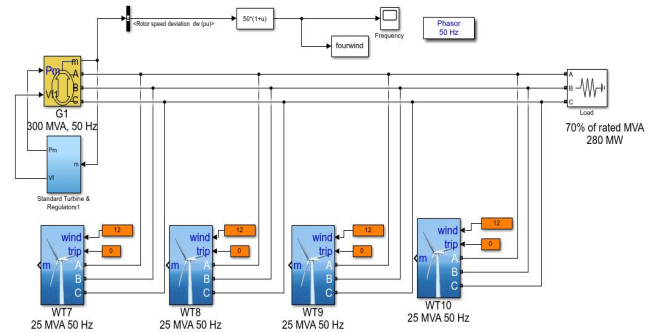 <Rotor speed deviation dw (pu)>
50*(1+u)
Frequency
fourwind
Phasor
50 Hz
m
Pm
A
Vf1
B
C
G1
300 MVA, 50 Hz
A
B
C
Load
70% of rated MVA
280 MW
Pm
m
Vf
Standard Turbine &
Regulators1
12
wind
0
trip
m
A
B
C
WT7
25 MVA 50 Hz
12
wind
0
trip
m
A
B
C
WT8
25 MVA 50 Hz
12
wind
0
trip
m
A
B
C
WT9
25 MVA 50 Hz
12
wind
0
trip
m
A
B
C
WT10
25 MVA 50 Hz